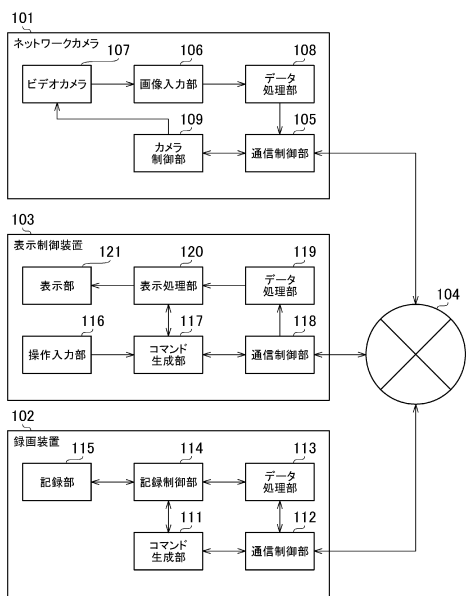 101
ネットワークカメラ
107
106
108
ビデオカメラ
画像入力部
データ
処理部
109
105
カメラ
制御部
通信制御部
103
表示制御装置
121
120
119
表示部
表示処理部
データ
処理部
104
116
117
118
操作入力部
コマンド
生成部
通信制御部
102
録画装置
115
114
113
記録部
記録制御部
データ
処理部
111
112
コマンド
生成部
通信制御部